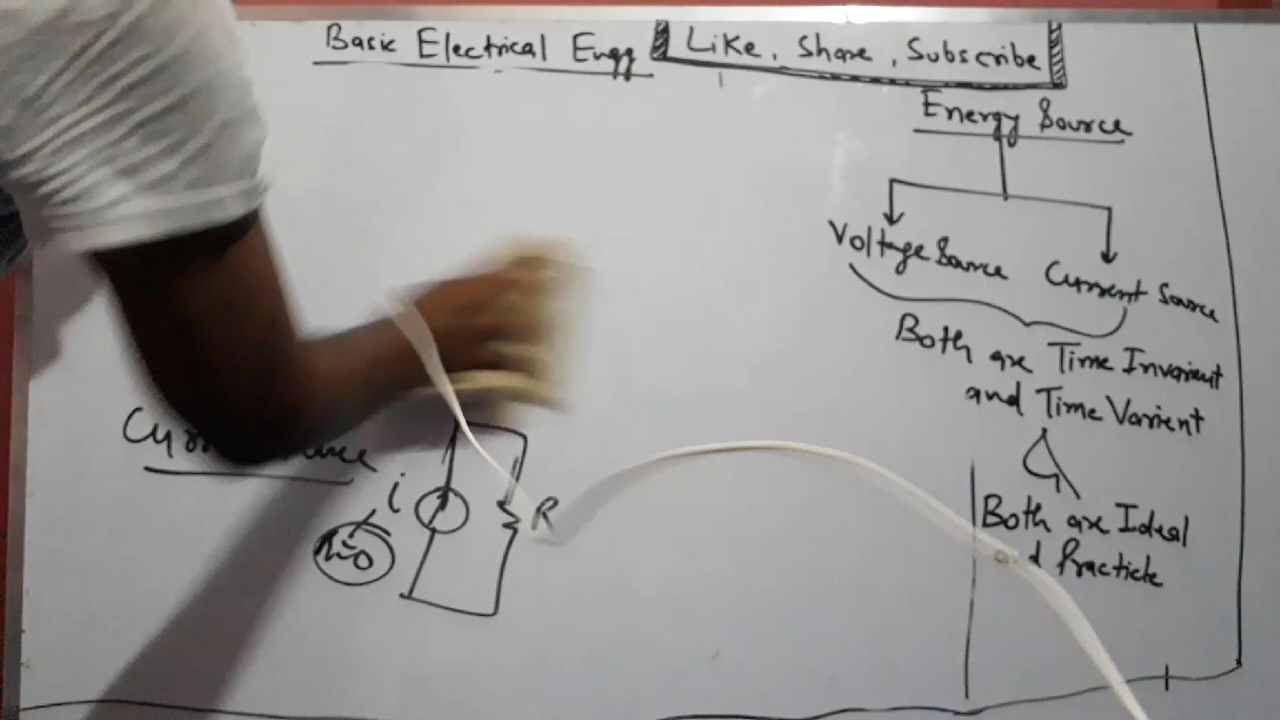 Basic Electrical Engg
Like, Share, Subscribe
Energy Source
Voltage Source
Current Source
Both are Time Invarient
and Time Varient
Both are Ideal
and Practicle
i
R